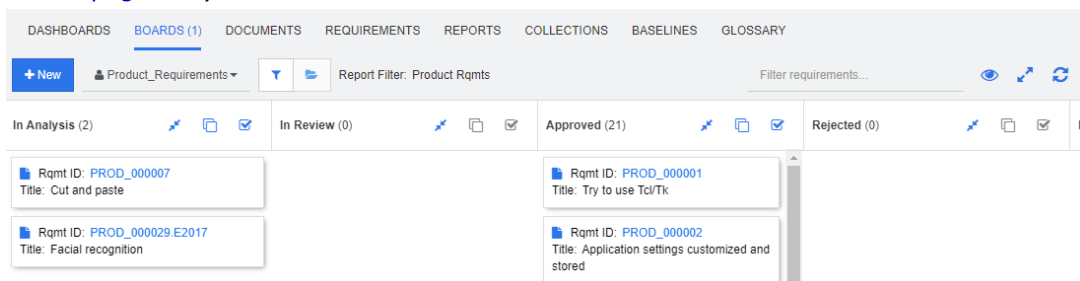 DASHBOARDS BOARDS (1) DOCUMENTS REQUIREMENTS REPORTS COLLECTIONS BASELINES GLOSSARY
+ New Product_Requirements Report Filter: Product Rqmts Filter requirements...
In Analysis (2) In Review (0) Approved (21) Rejected (0)
Rqmt ID: PROD_000007
Title: Cut and paste
Rqmt ID: PROD_000029.E2017
Title: Facial recognition
Rqmt ID: PROD_000001
Title: Try to use Tcl/Tk
Rqmt ID: PROD_000002
Title: Application settings customized and
stored